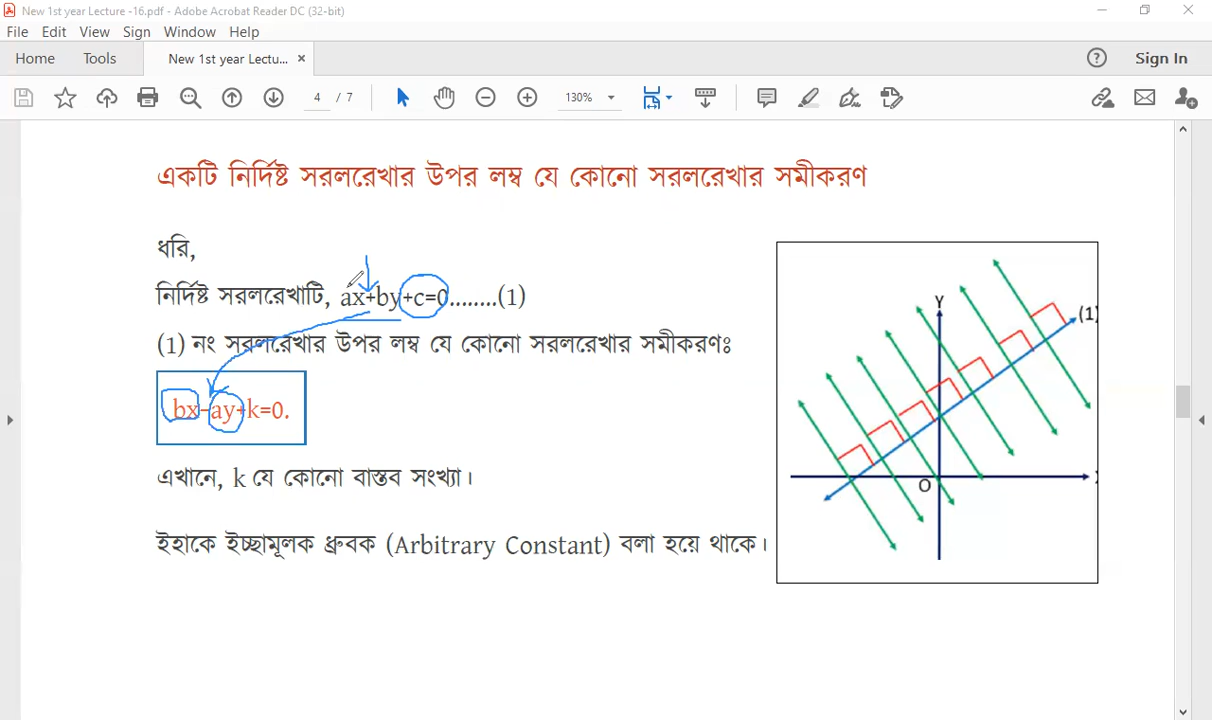 New 1st year Lecture -16.pdf - Adobe Acrobat Reader DC (32-bit)
File Edit View Sign Window Help
Home Tools New 1st year Lectu... × Sign In
4 / 7 130%
একটি নির্দিষ্ট সরলরেখার উপর লম্ব যে কোনো সরলরেখার সমীকরণ
ধরি,
নির্দিষ্ট সরলরেখাটি, ax+by+c=0........(1)
(1) নং সরলরেখার উপর লম্ব যে কোনো সরলরেখার সমীকরণঃ
bx-ay+k=0.
এখানে, k যে কোনো বাস্তব সংখ্যা।
ইহাকে ইচ্ছামূলক ধ্রুবক (Arbitrary Constant) বলা হয়ে থাকে।
Y
(1)
O